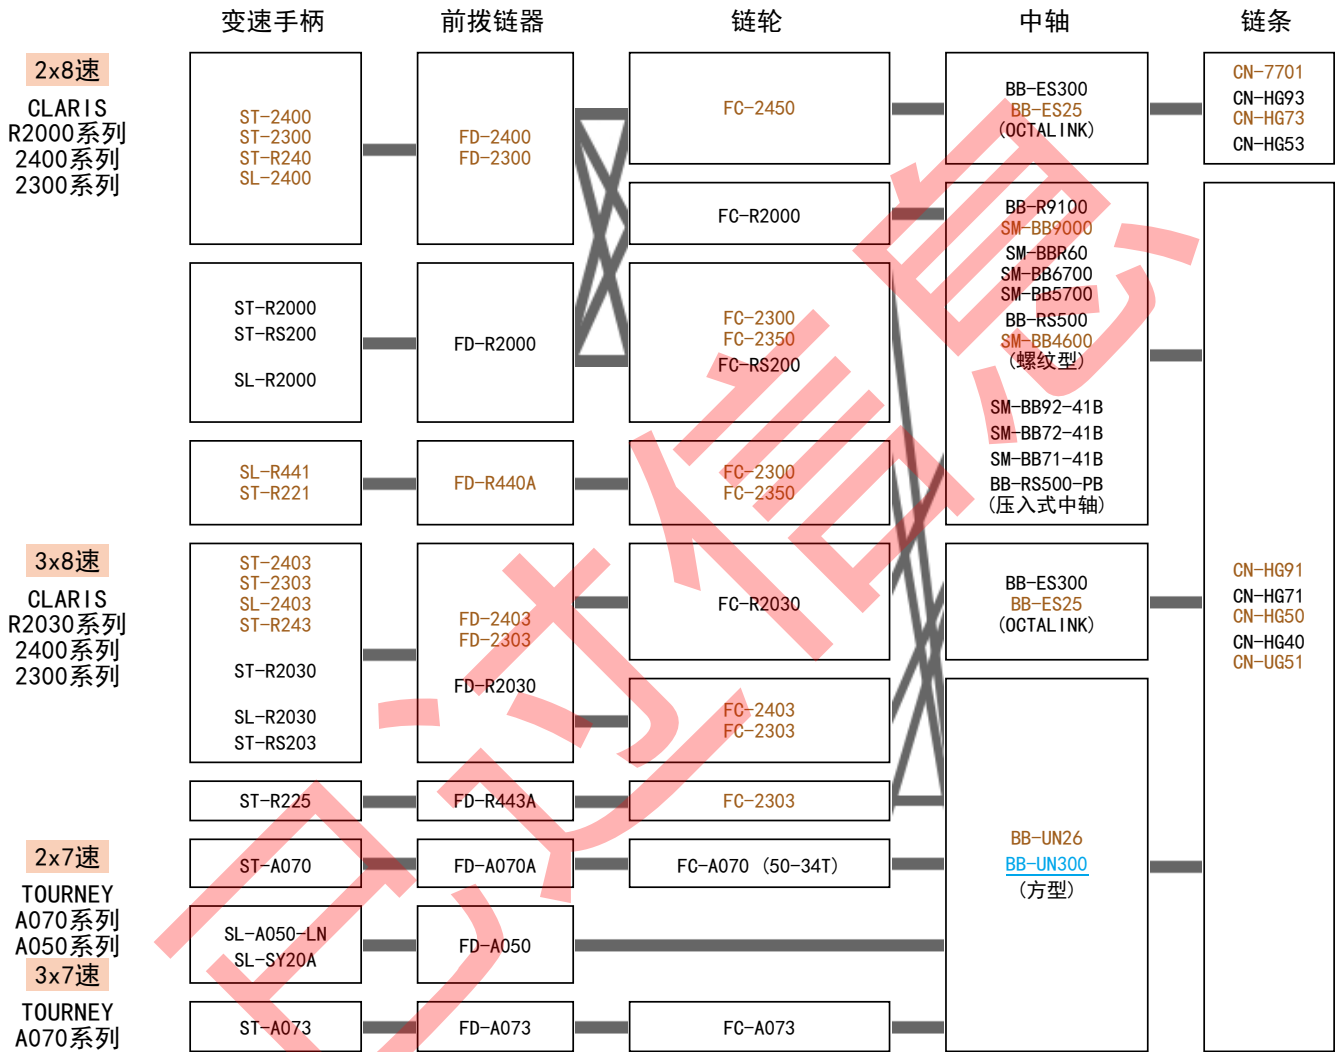 变速手柄
前拨链器
链轮
中轴
链条
2x8速
CLARIS
R2000系列
2400系列
2300系列
ST-2400
ST-2300
ST-R240
SL-2400
FD-2400
FD-2300
FC-2450
BB-ES300
BB-ES25
(OCTALINK)
CN-7701
CN-HG93
CN-HG73
CN-HG53
FC-R2000
BB-R9100
SM-BB9000
SM-BBR60
SM-BB6700
SM-BB5700
BB-RS500
SM-BB4600
(螺纹型)
SM-BB92-41B
SM-BB72-41B
SM-BB71-41B
BB-RS500-PB
(压入式中轴)
ST-R2000
ST-RS200
SL-R2000
FD-R2000
FC-2300
FC-2350
FC-RS200
SL-R441
ST-R221
FD-R440A
FC-2300
FC-2350
3x8速
CLARIS
R2030系列
2400系列
2300系列
ST-2403
ST-2303
SL-2403
ST-R243
ST-R2030
SL-R2030
ST-RS203
FD-2403
FD-2303
FD-R2030
FC-R2030
BB-ES300
BB-ES25
(OCTALINK)
CN-HG91
CN-HG71
CN-HG50
CN-HG40
CN-UG51
FC-2403
FC-2303
ST-R225
FD-R443A
FC-2303
2x7速
TOURNEY
A070系列
A050系列
ST-A070
FD-A070A
FC-A070 (50-34T)
BB-UN26
BB-UN300
(方型)
SL-A050-LN
SL-SY20A
FD-A050
3x7速
TOURNEY
A070系列
ST-A073
FD-A073
FC-A073
已过信息